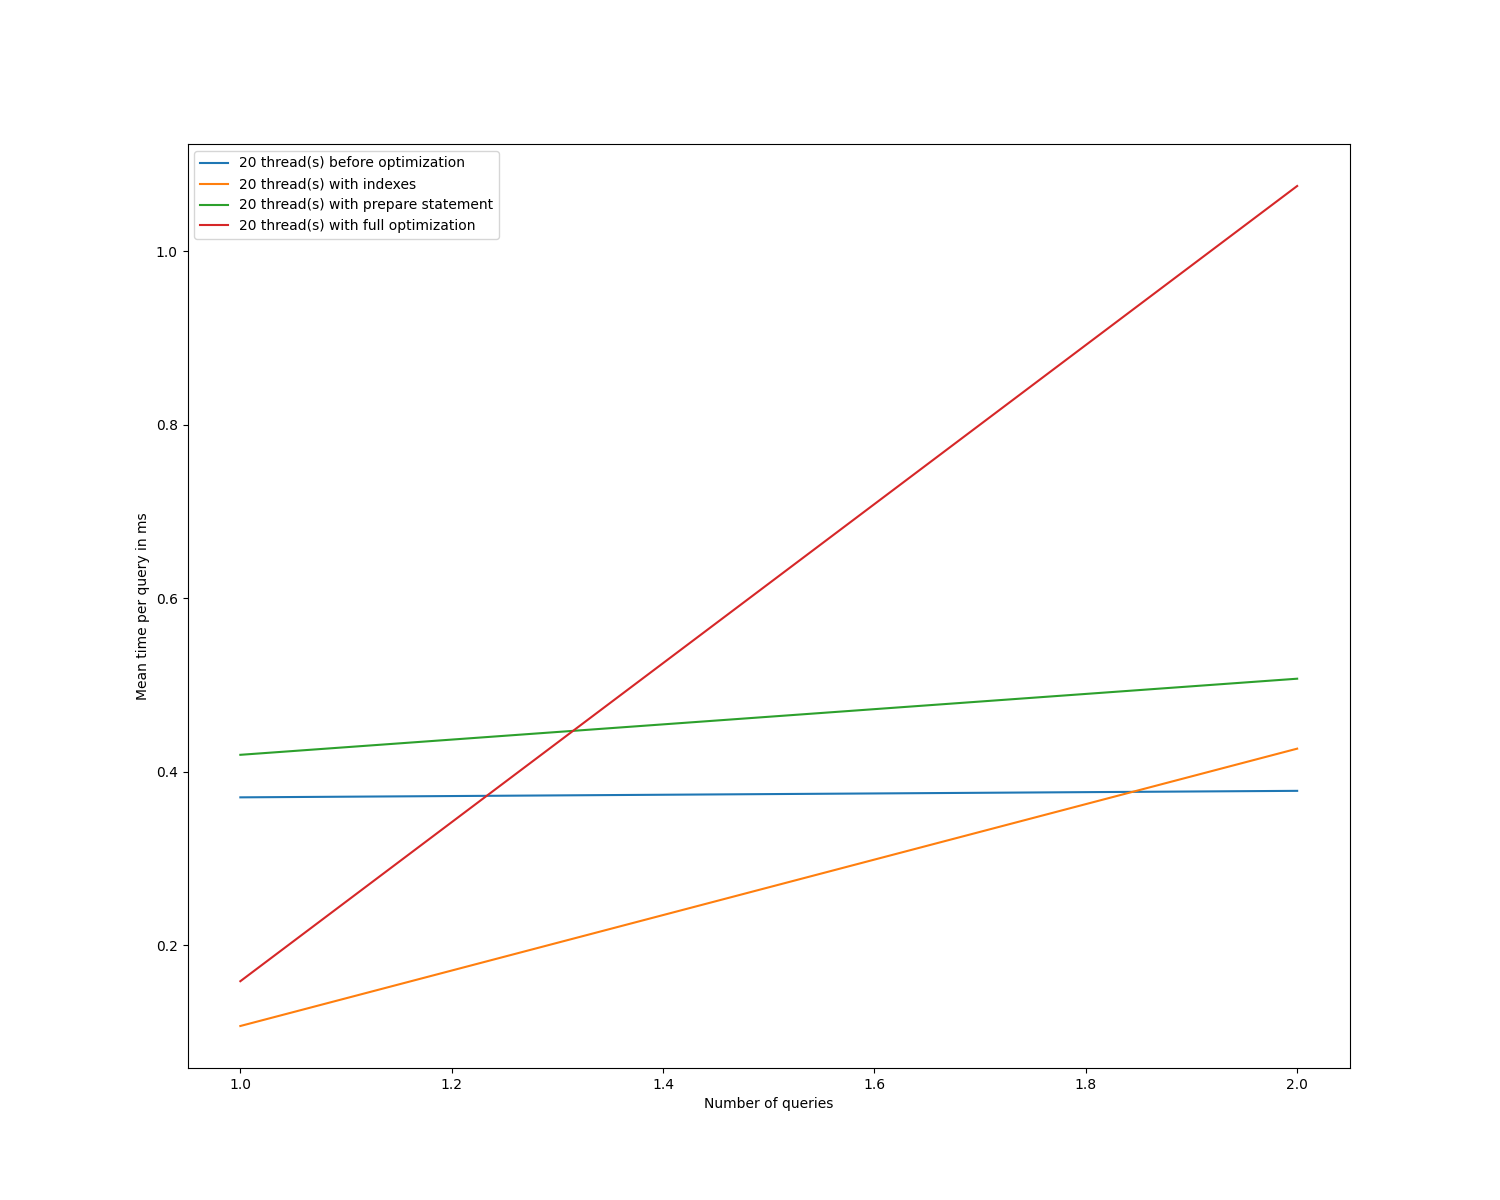 20 thread(s) before optimization
20 thread(s) with indexes
20 thread(s) with prepare statement
20 thread(s) with full optimization
1.0
0.8
0.6
0.4
0.2
Mean time per query in ms
1.0 1.2 1.4 1.6 1.8 2.0
Number of queries